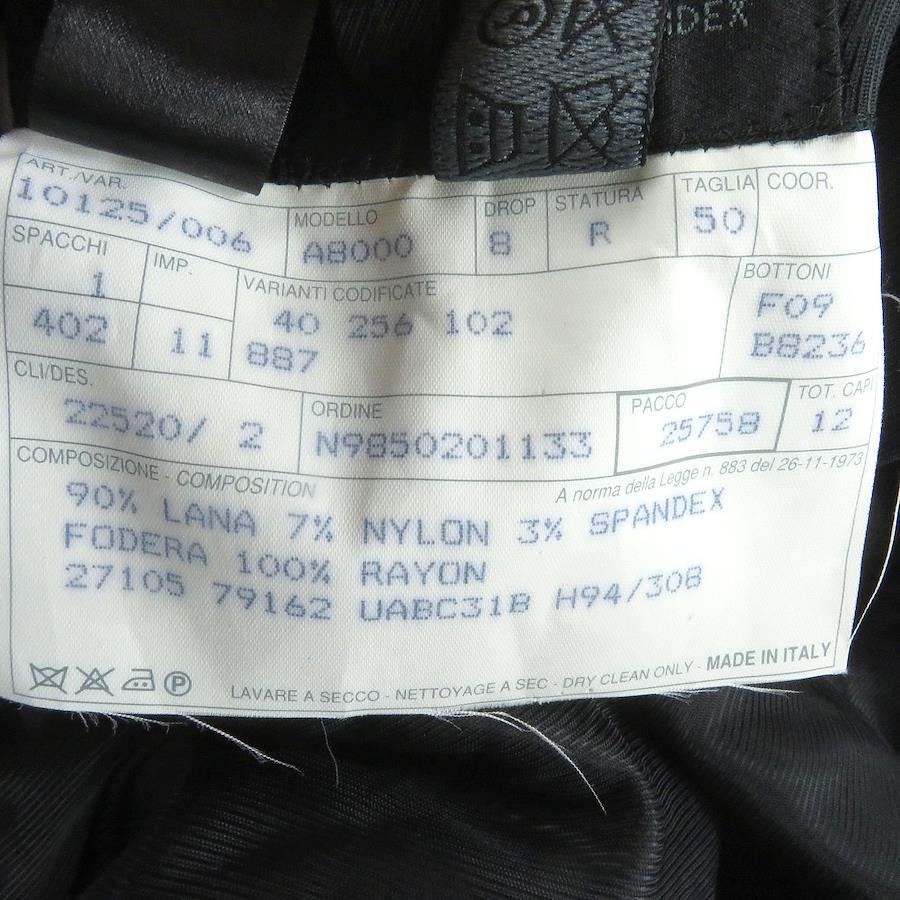 NDEX
ART./VAR.
10125/006
MODELLO
A8000
DROP
8
STATURA
R
TAGLIA
50
COOR.
SPACCHI
1
IMP.
402
11
VARIANTI CODIFICATE
40 256 102
887
BOTTONI
F09
B8236
CLI/DES.
22520/ 2
ORDINE
N9850201133
PACCO
25758
TOT. CAPI
12
COMPOSIZIONE - COMPOSITION
A norma della Legge n. 883 del 26-11-1973
90% LANA 7% NYLON 3% SPANDEX
FODERA 100% RAYON
27105 79162 UABC31B H94/308
P
LAVARE A SECCO - NETTOYAGE A SEC - DRY CLEAN ONLY - MADE IN ITALY